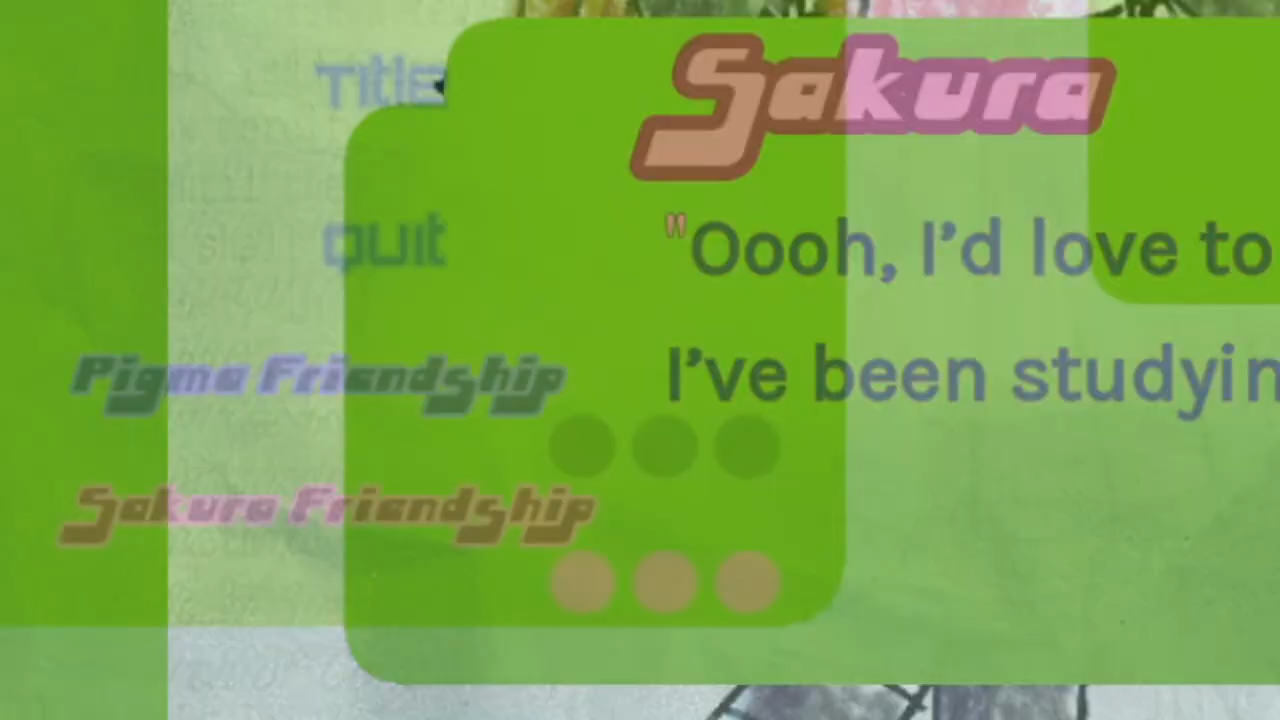 Title
Sakura
Quit
"Oooh, I’d love to
I’ve been studyin
Pigma Friendship
Sakura Friendship